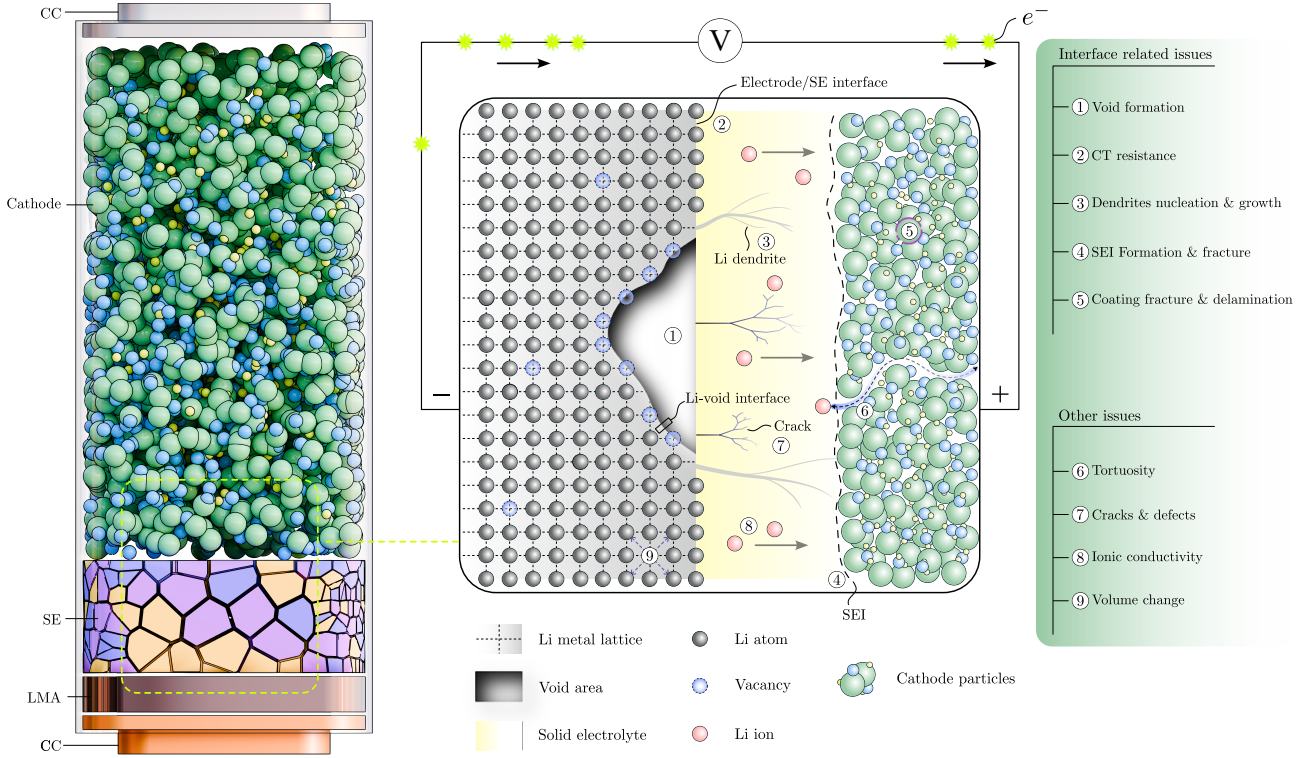 CC
Cathode
SE
LMA
CC
e⁻
V
Electrode/SE interface
2
3
Li dendrite
1
5
Li-void interface
Crack
7
6
8
9
4
SEI
−
+
Li metal lattice
Void area
Solid electrolyte
Li atom
Vacancy
Li ion
Cathode particles
Interface related issues
1 Void formation
2 CT resistance
3 Dendrites nucleation & growth
4 SEI Formation & fracture
5 Coating fracture & delamination
Other issues
6 Tortuosity
7 Cracks & defects
8 Ionic conductivity
9 Volume change